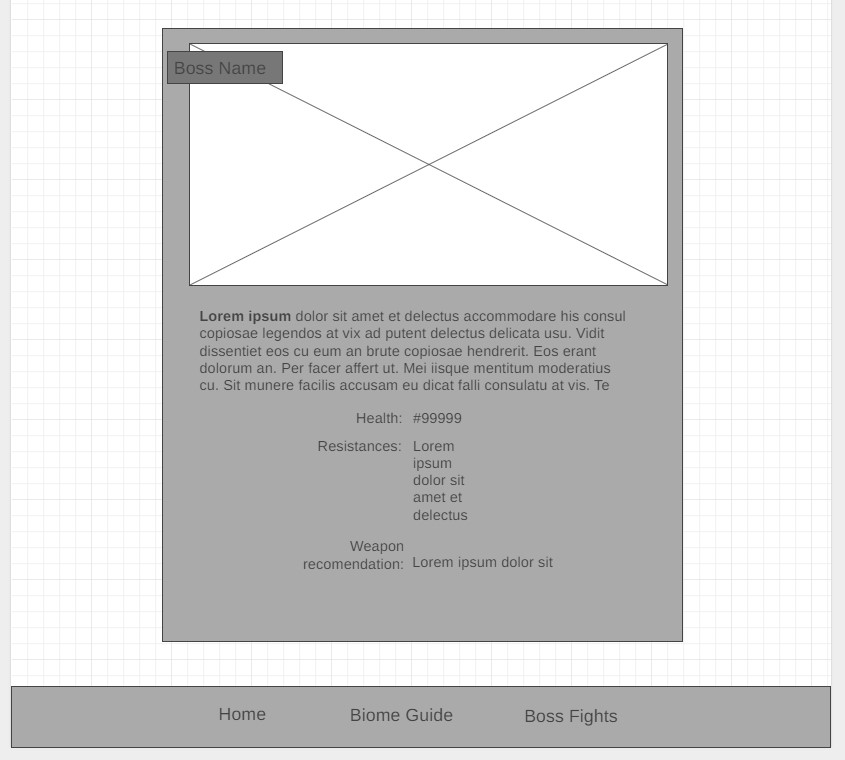 Boss Name
Lorem ipsum dolor sit amet et delectus accommodare his consul
copiosae legendos at vix ad putent delectus delicata usu. Vidit
dissentiet eos cu eum an brute copiosae hendrerit. Eos erant
dolorum an. Per facer affert ut. Mei iisque mentitum moderatius
cu. Sit munere facilis accusam eu dicat falli consulatu at vis. Te
Health: #99999
Resistances: Lorem
ipsum
dolor sit
amet et
delectus
Weapon
recomendation: Lorem ipsum dolor sit
Home Biome Guide Boss Fights